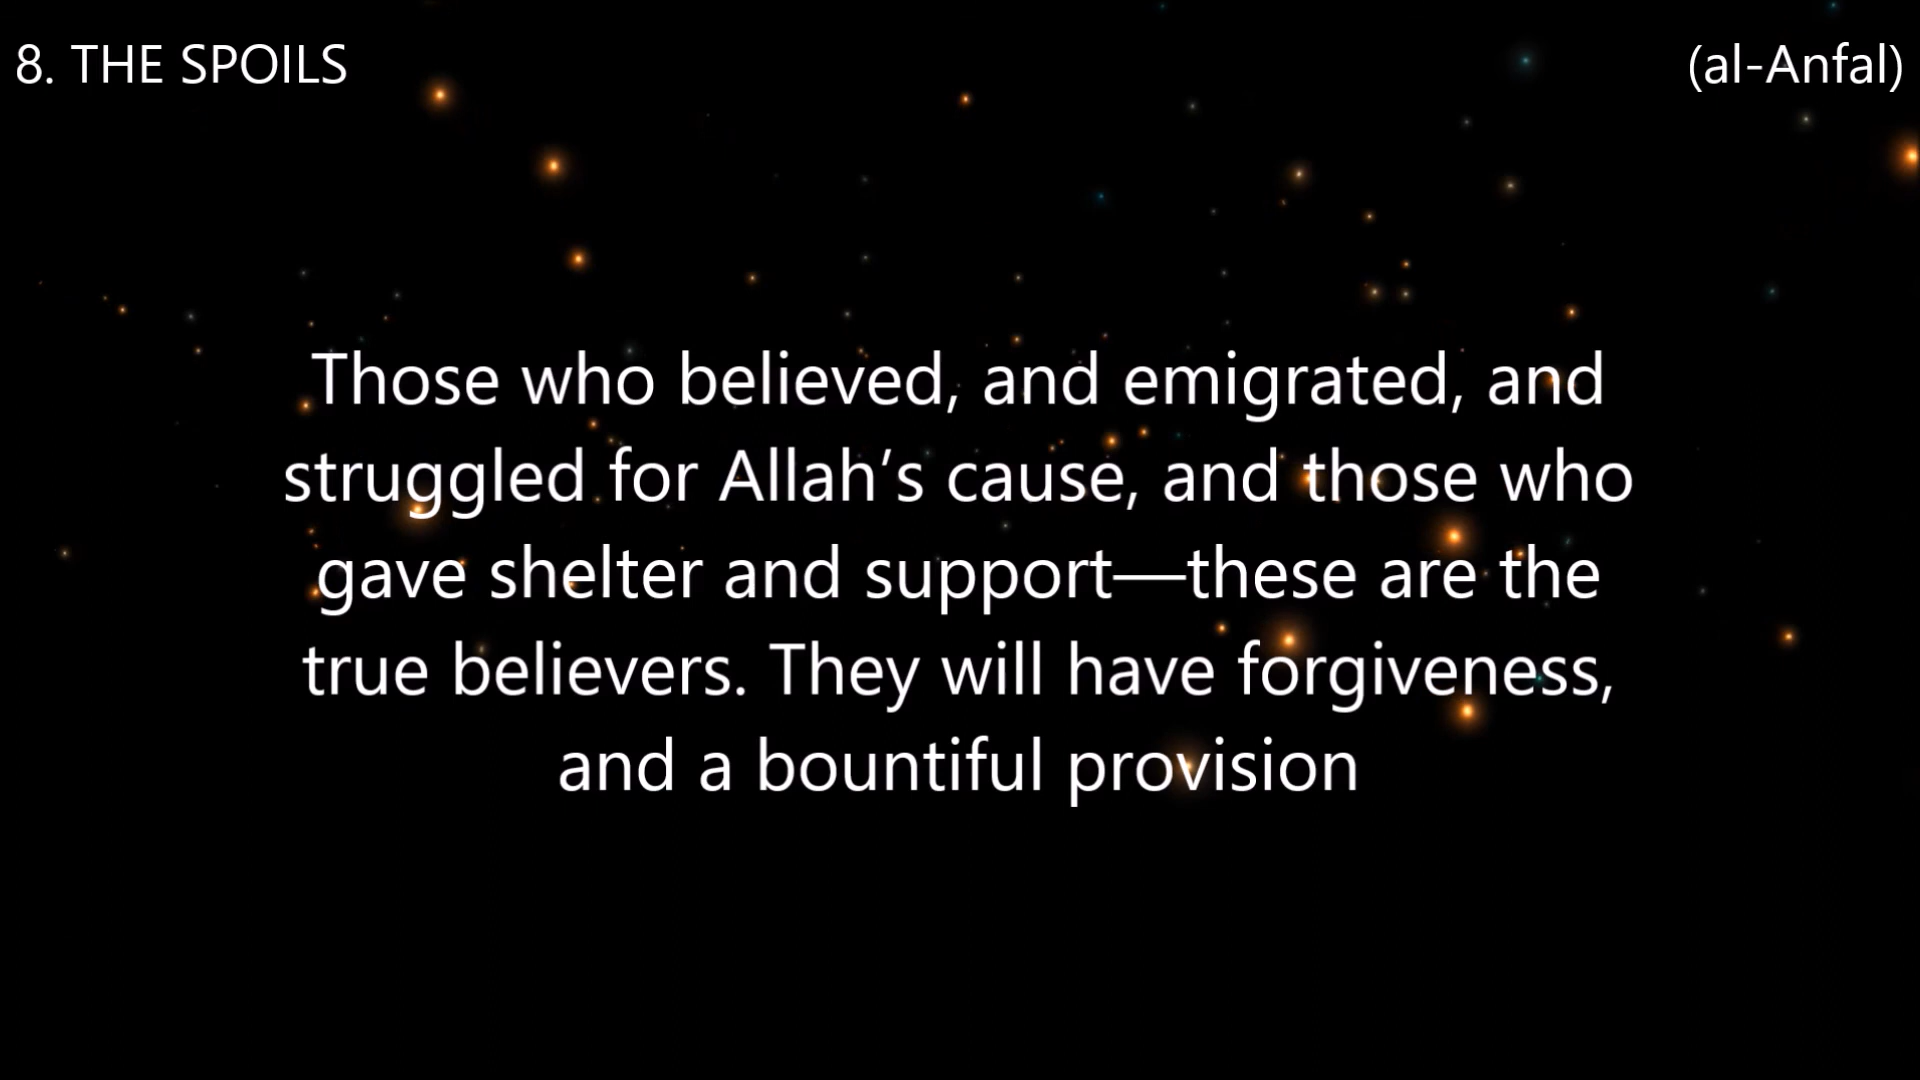 8. THE SPOILS
(al-Anfal)
Those who believed, and emigrated, and
struggled for Allah’s cause, and those who
gave shelter and support—these are the
true believers. They will have forgiveness,
and a bountiful provision